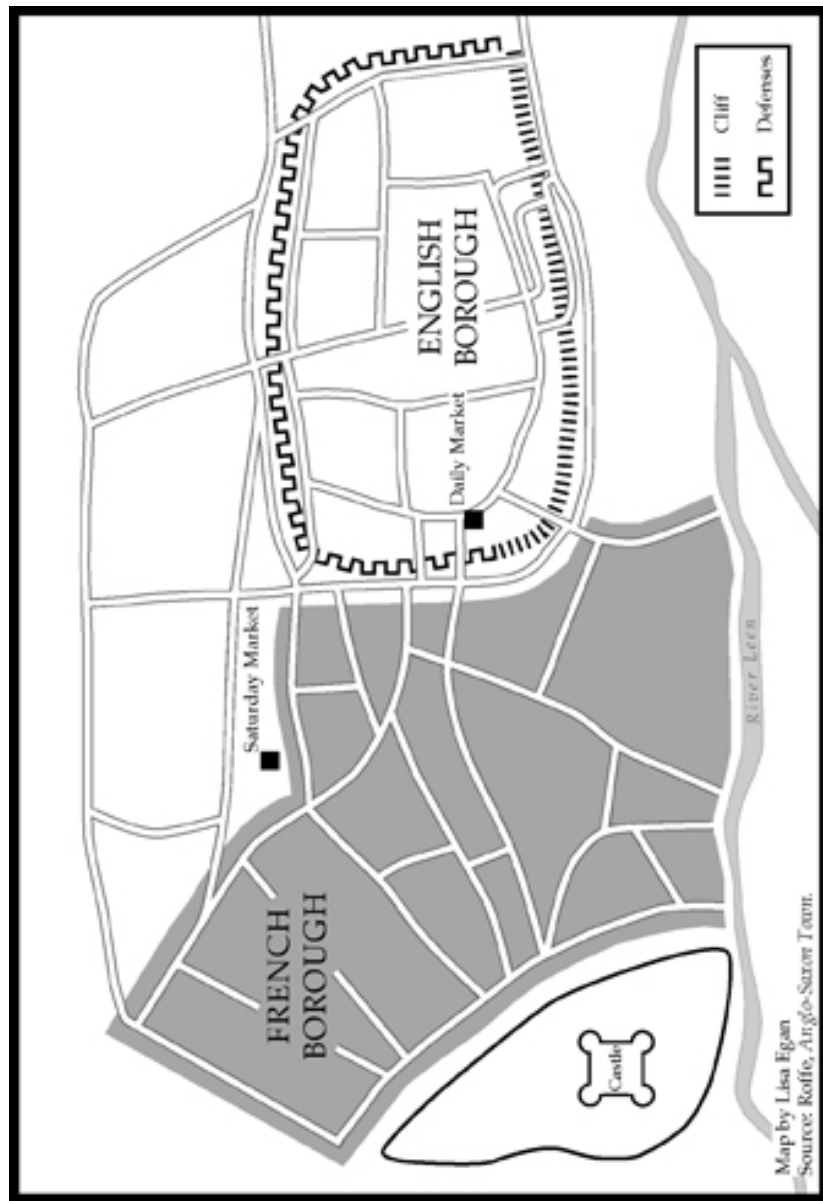 Saturday Market
FRENCH
BOROUGH
Daily Market
ENGLISH
BOROUGH
Castle
River Leen
Cliff
Defenses
Map by Lisa Egan
Source: Roffe, Anglo-Saxon Town.